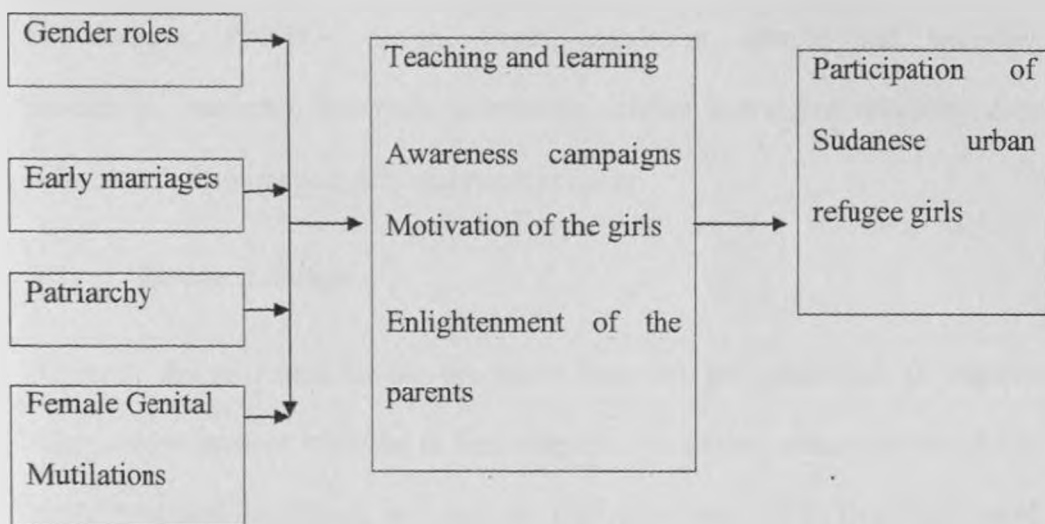 Gender roles
Early marriages
Patriarchy
Female Genital
Mutilations
Teaching and learning
Awareness campaigns
Motivation of the girls
Enlightenment of the
parents
Participation of
Sudanese urban
refugee girls